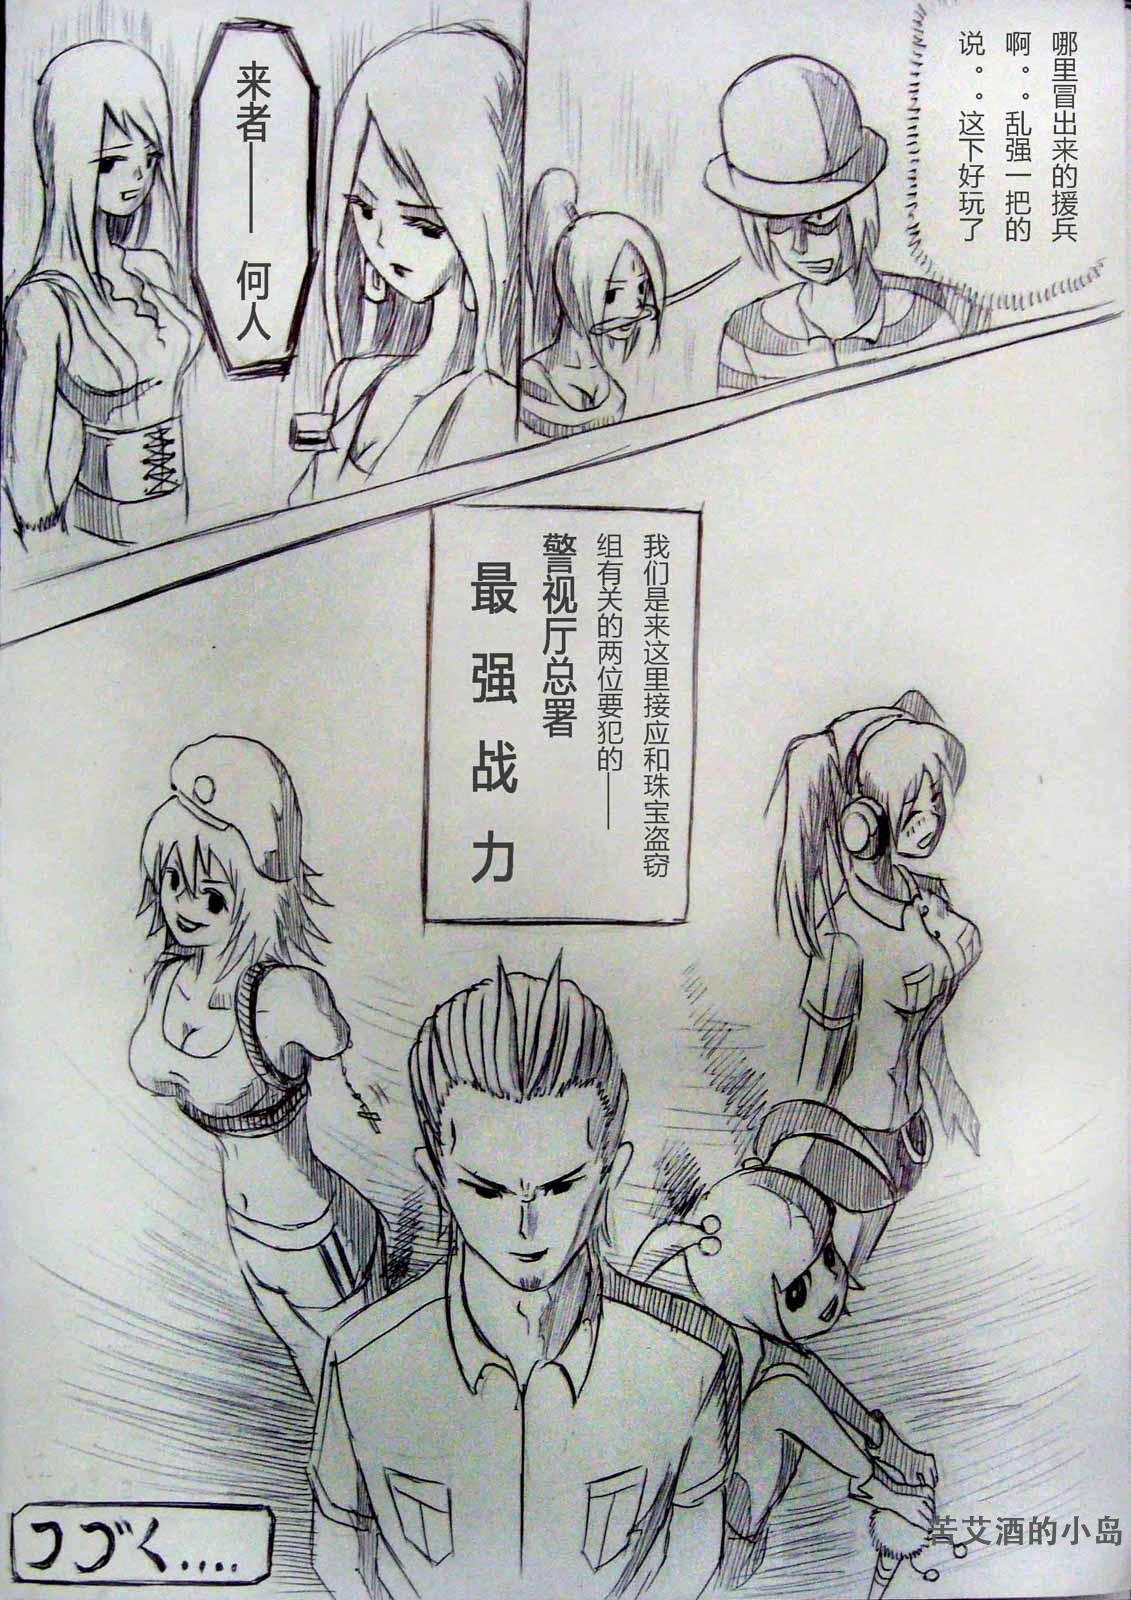 哪里冒出来的援兵
啊。。乱强一把的
说。。这下好玩了
来者——何人
我们是来这里接应和珠宝盗窃
组有关的两位要犯的——
警视厅总署
最强战力
つづく.....
苦艾酒的小岛